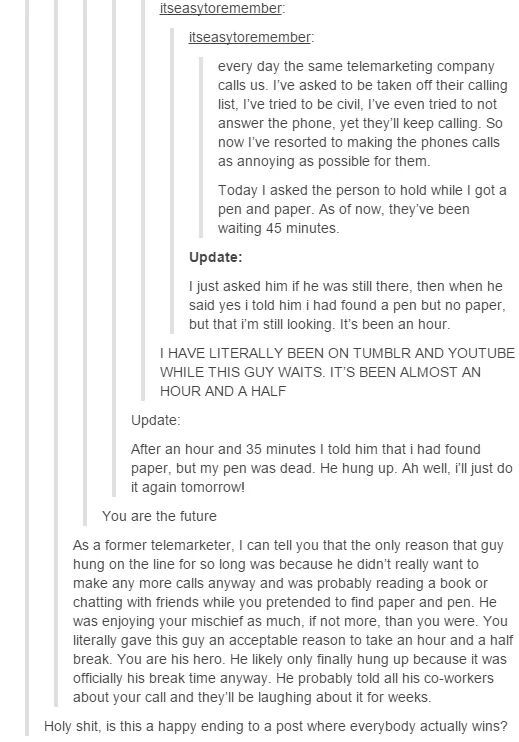 itseasytoremember:
itseasytoremember:
every day the same telemarketing company
calls us. I've asked to be taken off their calling
list, I've tried to be civil, I've even tried to not
answer the phone, yet they'll keep calling. So
now I've resorted to making the phones calls
as annoying as possible for them.
Today I asked the person to hold while I got a
pen and paper. As of now, they've been
waiting 45 minutes.
Update:
I just asked him if he was still there, then when he
said yes i told him i had found a pen but no paper,
but that i'm still looking. It's been an hour.
I HAVE LITERALLY BEEN ON TUMBLR AND YOUTUBE
WHILE THIS GUY WAITS. IT'S BEEN ALMOST AN
HOUR AND A HALF
Update:
After an hour and 35 minutes I told him that i had found
paper, but my pen was dead. He hung up. Ah well, i'll just do
it again tomorrow!
You are the future
As a former telemarketer, I can tell you that the only reason that guy
hung on the line for so long was because he didn't really want to
make any more calls anyway and was probably reading a book or
chatting with friends while you pretended to find paper and pen. He
was enjoying your mischief as much, if not more, than you were. You
literally gave this guy an acceptable reason to take an hour and a half
break. You are his hero. He likely only finally hung up because it was
officially his break time anyway. He probably told all his co-workers
about your call and they'll be laughing about it for weeks.
Holy shit, is this a happy ending to a post where everybody actually wins?